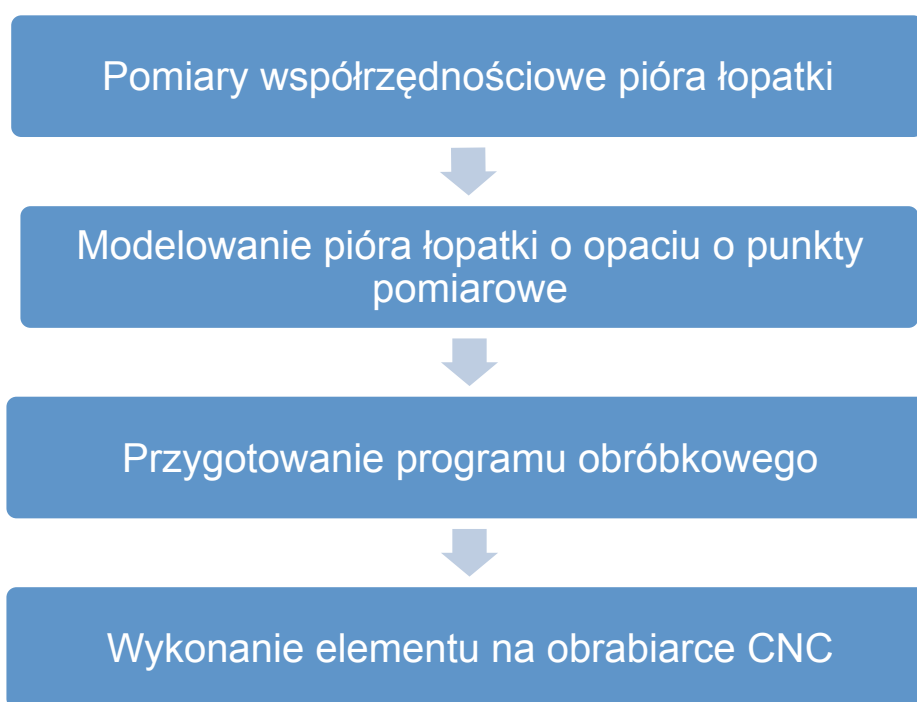 Pomiary współrzędnościowe pióra łopatki
Modelowanie pióra łopatki o opaciu o punkty
pomiarowe
Przygotowanie programu obróbkowego
Wykonanie elementu na obrabiarce CNC